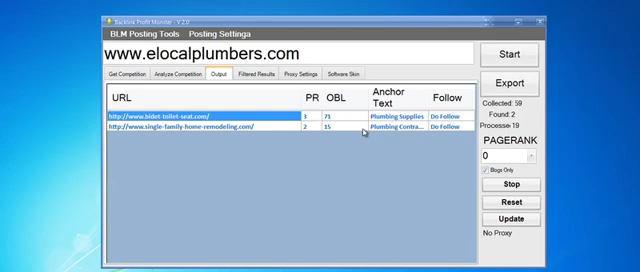 Backlink Profit Monitor - V 2.0
BLM Posting Tools Posting Settinga
www.elocalplumbers.com
Start
Get Competition Analyze Competition Output Filtered Results Proxy Settings Software Skin
Export
URL PR OBL Anchor Text Follow
http://www.bidet-toilet-seat.com/ 3 71 Plumbing Supplies Do Follow
http://www.single-family-home-remodeling.com/ 2 15 Plumbing Contra... Do Follow
Collected: 59
Found: 2
Processe 19
PAGERANK
0
Blogs Only
Stop
Reset
Update
No Proxy